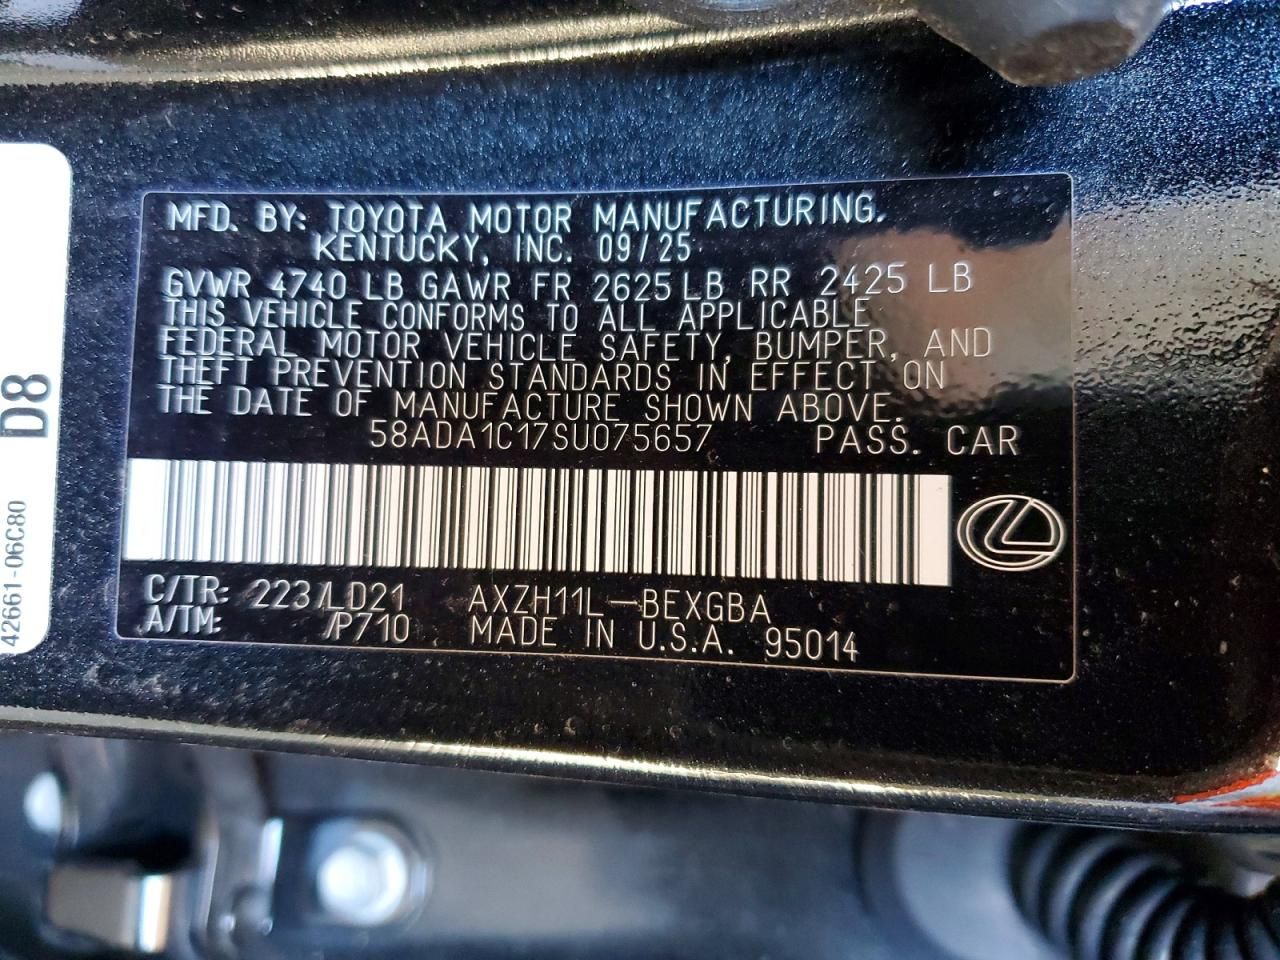 MFD. BY: TOYOTA MOTOR MANUFACTURING.
KENTUCKY, INC. 09/25
GVWR 4740 LB GAWR FR 2625 LB RR 2425 LB
THIS VEHICLE CONFORMS TO ALL APPLICABLE
FEDERAL MOTOR VEHICLE SAFETY, BUMPER, AND
THEFT PREVENTION STANDARDS IN EFFECT ON
THE DATE OF MANUFACTURE SHOWN ABOVE.
58ADA1C17SU075657 PASS. CAR
C/TR: 223/LD21 AXZH11L-BEXGBA
A/TM: /P710 MADE IN U.S.A. 95014
D8
42661-06C80